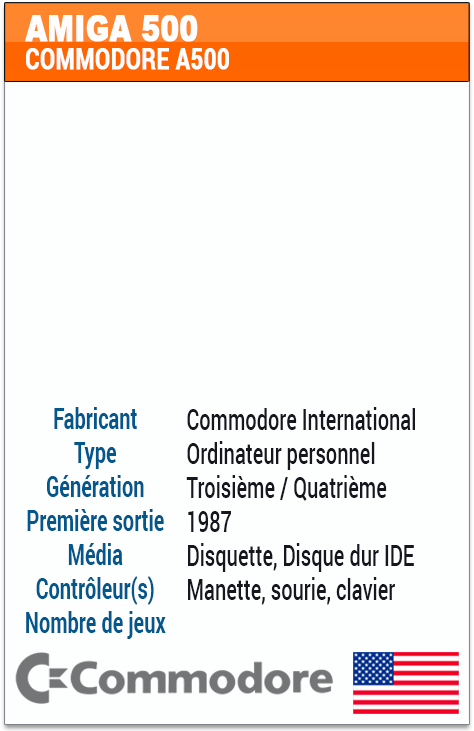 AMIGA 500
COMMODORE A500
Fabricant Commodore International
Type Ordinateur personnel
Génération Troisième / Quatrième
Première sortie 1987
Média Disquette, Disque dur IDE
Contrôleur(s) Manette, sourie, clavier
Nombre de jeux
Commodore